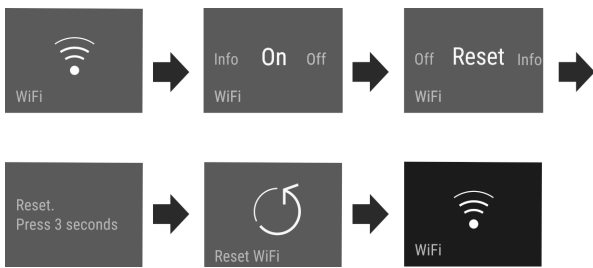 WiFi
Info On Off
WiFi
Off Reset Info
WiFi
Reset.
Press 3 seconds
Reset WiFi
WiFi